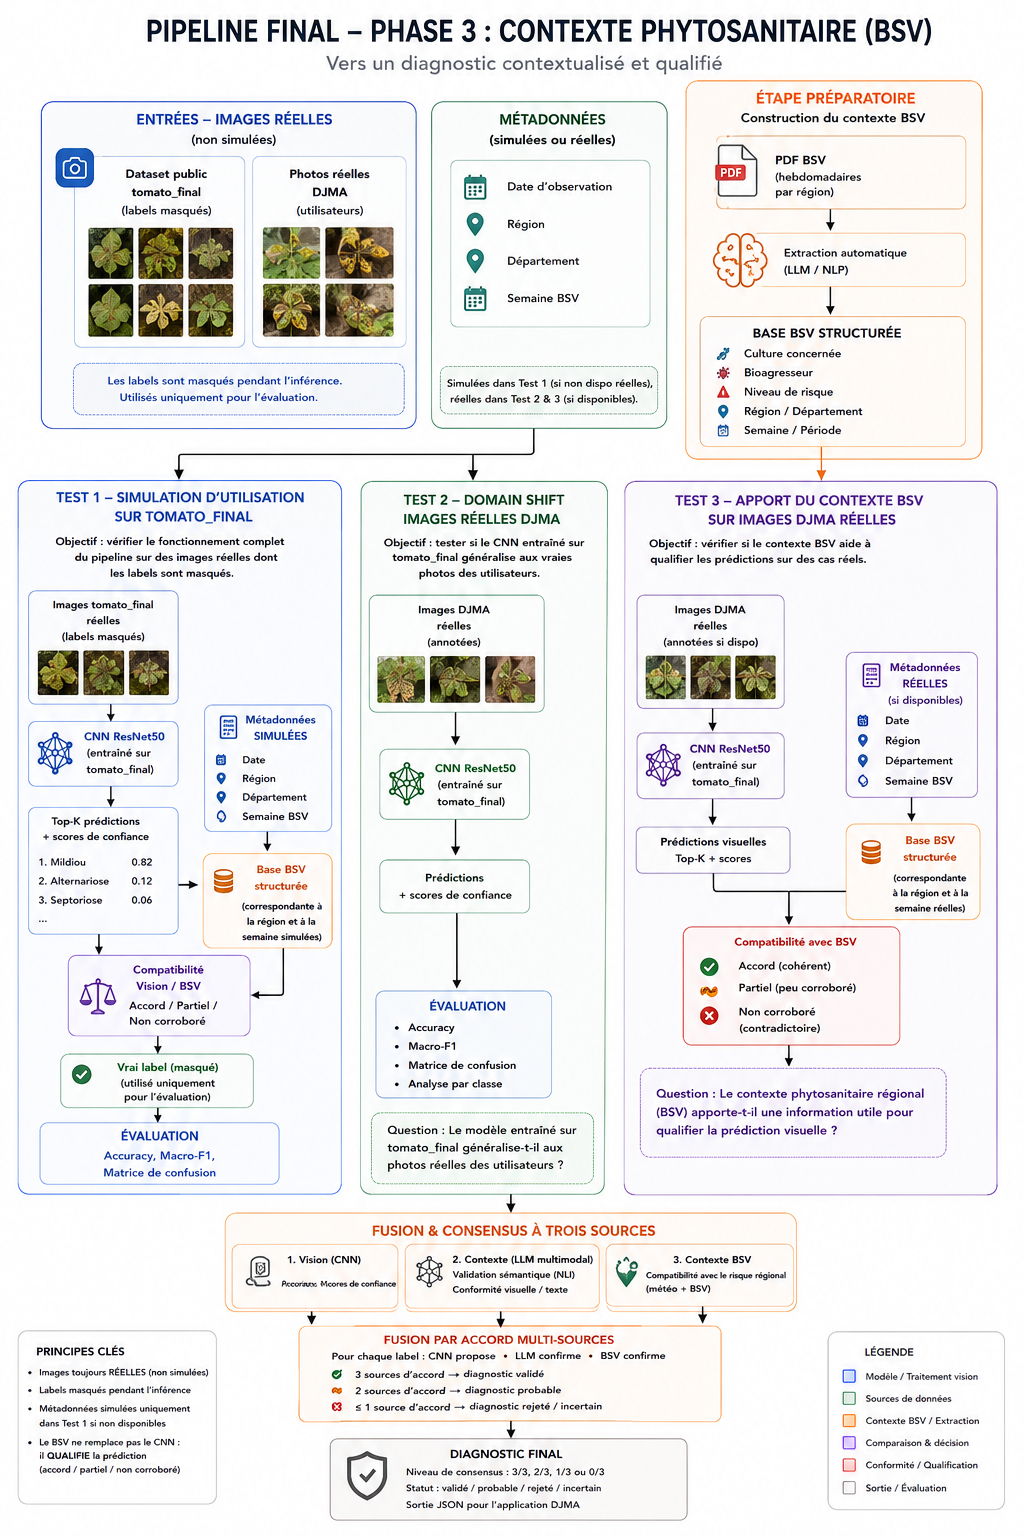 PIPELINE FINAL – PHASE 3 : CONTEXTE PHYTOSANITAIRE (BSV)
Vers un diagnostic contextualisé et qualifié
ENTRÉES – IMAGES RÉELLES
(non simulées)
Dataset public
tomato_final
(labels masqués)
Photos réelles
DJMA
(utilisateurs)
Les labels sont masqués pendant l'inférence.
Utilisés uniquement pour l'évaluation.
MÉTADONNÉES
(simulées ou réelles)
Date d'observation
Région
Département
Semaine BSV
Simulées dans Test 1 (si non dispo réelles),
réelles dans Test 2 & 3 (si disponibles).
ÉTAPE PRÉPARATOIRE
Construction du contexte BSV
PDF
PDF BSV
(hebdomadaires
par région)
Extraction automatique
(LLM / NLP)
BASE BSV STRUCTURÉE
Culture concernée
Bioagresseur
Niveau de risque
Région / Département
Semaine / Période
TEST 1 – SIMULATION D'UTILISATION
SUR TOMATO_FINAL
Objectif : vérifier le fonctionnement complet
du pipeline sur des images réelles dont
les labels sont masqués.
Images tomato_final
réelles
(labels masqués)
CNN ResNet50
(entraîné sur
tomato_final)
Top-K prédictions
+ scores de confiance
1. Mildiou 0.82
2. Alternariose 0.12
3. Septoriose 0.06
...
Métadonnées
SIMULÉES
Date
Région
Département
Semaine BSV
Base BSV
structurée
(correspondante à
la région et à la
semaine simulées)
Compatibilité
Vision / BSV
Accord / Partiel /
Non corroboré
Vrai label (masqué)
(utilisé uniquement
pour l'évaluation)
ÉVALUATION
Accuracy, Macro-F1,
Matrice de confusion
TEST 2 – DOMAIN SHIFT
IMAGES RÉELLES DJMA
Objectif : tester si le CNN entraîné sur
tomato_final généralise aux vraies
photos des utilisateurs.
Images DJMA
réelles
(annotées)
CNN ResNet50
(entraîné sur
tomato_final)
Prédictions
+ scores de confiance
ÉVALUATION
• Accuracy
• Macro-F1
• Matrice de confusion
• Analyse par classe
Question : Le modèle entraîné sur
tomato_final généralise-t-il aux
photos réelles des utilisateurs ?
TEST 3 – APPORT DU CONTEXTE BSV
SUR IMAGES DJMA RÉELLES
Objectif : vérifier si le contexte BSV aide à
qualifier les prédictions sur des cas réels.
Images DJMA
réelles
(annotées si dispo)
CNN ResNet50
(entraîné sur
tomato_final)
Prédictions visuelles
Top-K + scores
Métadonnées
RÉELLES
(si disponibles)
Date
Région
Département
Semaine BSV
Base BSV
structurée
(correspondante
à la région et à la
semaine réelles)
Compatibilité avec BSV
Accord (cohérent)
Partiel (peu corroboré)
Non corroboré
(contradictoire)
Question : Le contexte phytosanitaire régional
(BSV) apporte-t-il une information utile pour
qualifier la prédiction visuelle ?
FUSION & CONSENSUS À TROIS SOURCES
1. Vision (CNN)
de confiance
2. Contexte (LLM multimodal)
Validation sémantique (NLI)
Conformité visuelle / texte
3. Contexte BSV
Compatibilité avec le risque régional
(météo + BSV)
FUSION PAR ACCORD MULTI-SOURCES
Pour chaque label : CNN propose • LLM confirme • BSV confirme
3 sources d'accord → diagnostic validé
2 sources d'accord → diagnostic probable
≤ 1 source d'accord → diagnostic rejeté / incertain
DIAGNOSTIC FINAL
Niveau de consensus : 3/3, 2/3, 1/3 ou 0/3
Statut : validé / probable / rejeté / incertain
Sortie JSON pour l'application DJMA
PRINCIPES CLÉS
• Images toujours RÉELLES (non simulées)
• Labels masqués pendant l'inférence
• Métadonnées simulées uniquement
dans Test 1 si non disponibles
• Le BSV ne remplace pas le CNN :
il QUALIFIE la prédiction
(accord / partiel / non corroboré)
LÉGENDE
Modèle / Traitement vision
Sources de données
Contexte BSV / Extraction
Comparaison & décision
Conformité / Qualification
Sortie / Évaluation